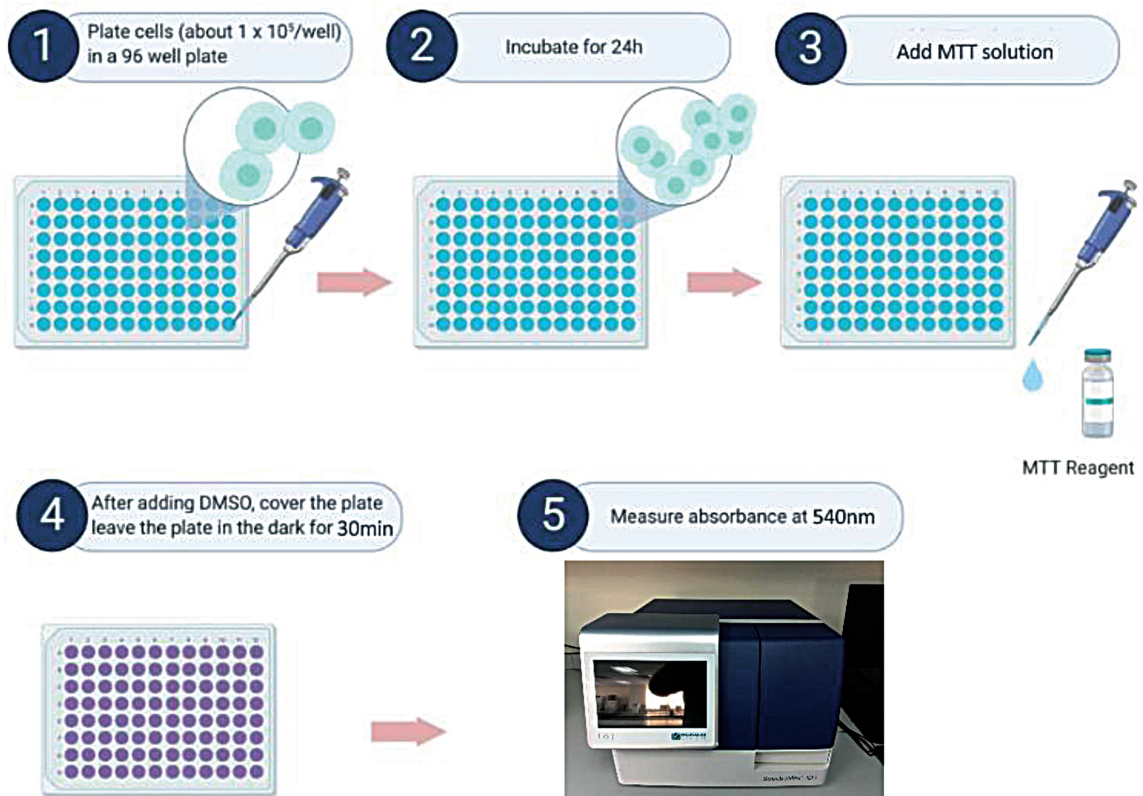 1
Plate cells (about 1 x 10⁵/well)
in a 96 well plate
2
Incubate for 24h
3
Add MTT solution
MTT Reagent
4
After adding DMSO, cover the plate
leave the plate in the dark for 30min
5
Measure absorbance at 540nm